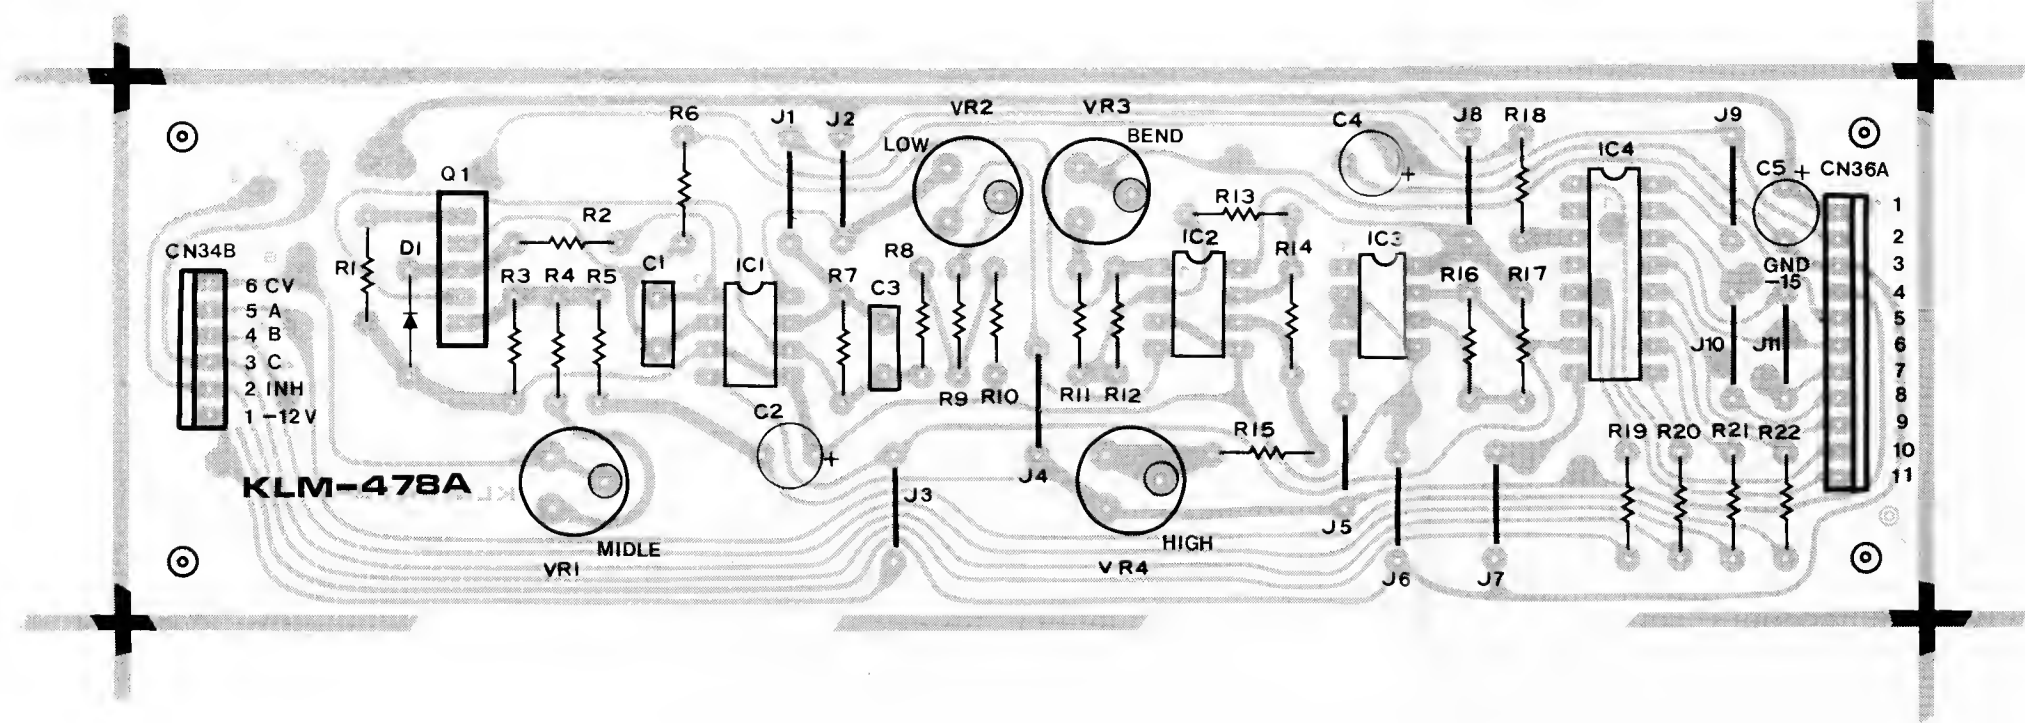 R6
J1
J2
VR2
LOW
VR3
BEND
C4
J8
R18
IC4
J9
C5 +
CN36A
Q1
R2
R13
+
1
2
3
4
5
6
7
8
9
10
11
CN34B
6 CV
5 A
4 B
3 C
2 INH
1 -12V
R1
D1
R3
R4
R5
C1
IC1
R7
C3
R8
IC2
R14
IC3
R16
R17
GND
-15
J10
J11
R9
R10
R11
R12
C2
+
R15
R19
R20
R21
R22
KLM-478A
J3
J4
J5
MIDLE
VR1
HIGH
VR4
J6
J7